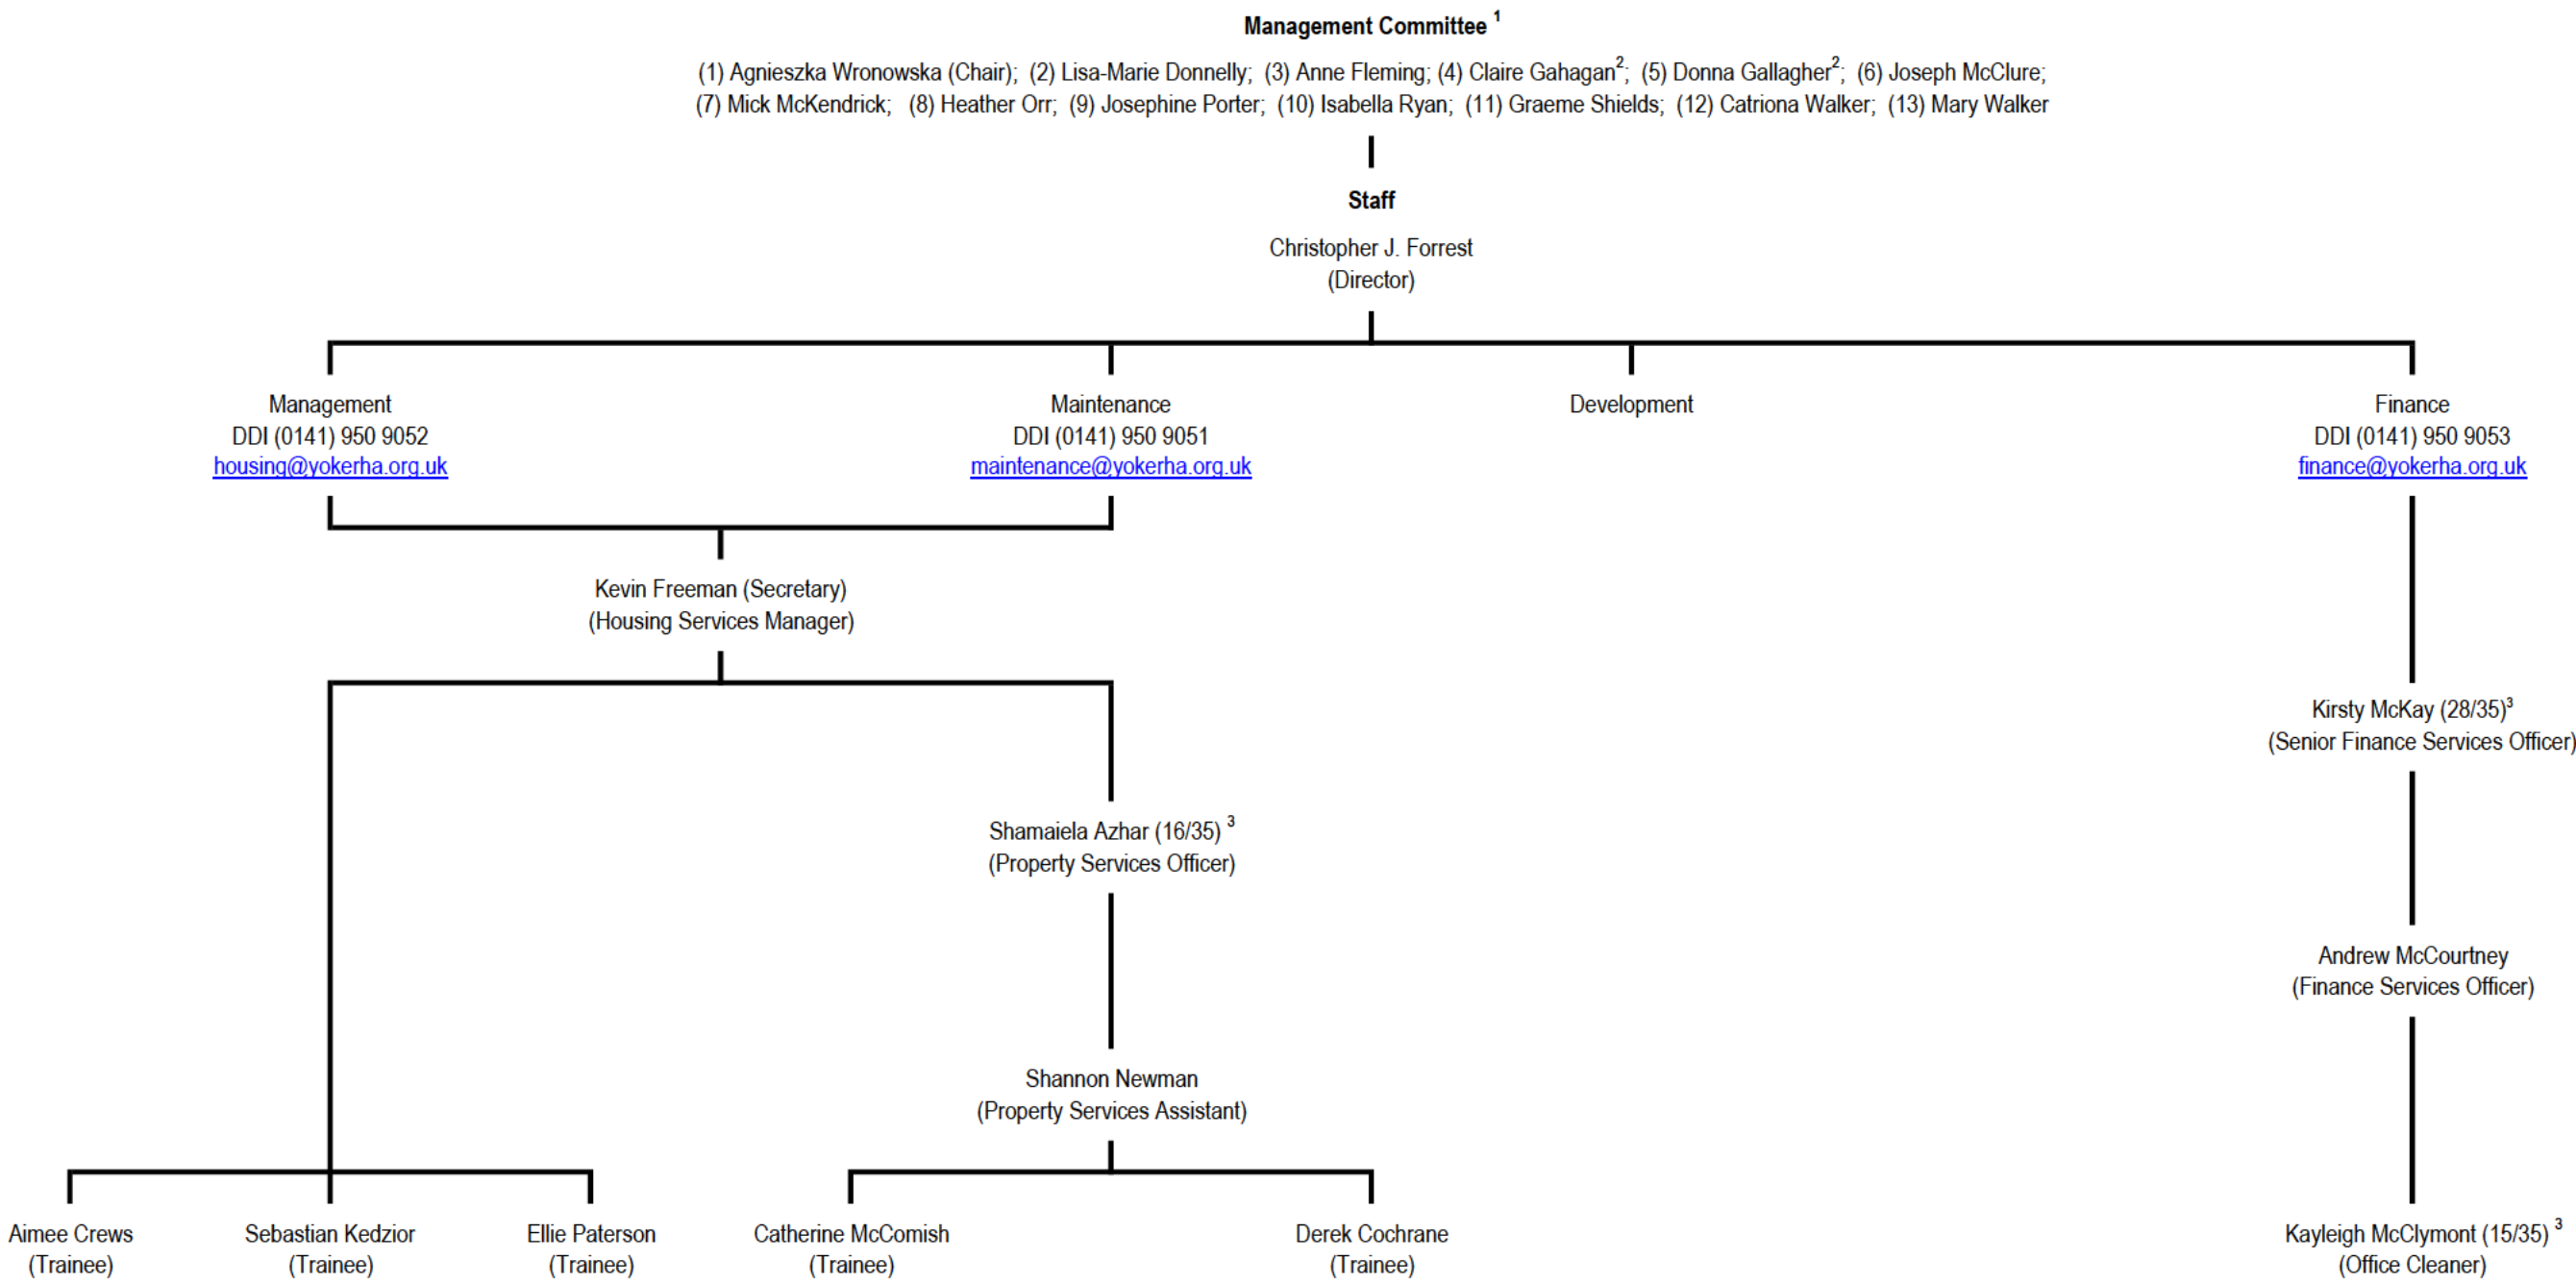 Management Committee ¹
(1) Agnieszka Wronowska (Chair); (2) Lisa-Marie Donnelly; (3) Anne Fleming; (4) Claire Gahagan²; (5) Donna Gallagher²; (6) Joseph McClure;
(7) Mick McKendrick; (8) Heather Orr; (9) Josephine Porter; (10) Isabella Ryan; (11) Graeme Shields; (12) Catriona Walker; (13) Mary Walker
Staff
Christopher J. Forrest
(Director)
Management
DDI (0141) 950 9052
housing@yokerha.org.uk
Maintenance
DDI (0141) 950 9051
maintenance@yokerha.org.uk
Development
Finance
DDI (0141) 950 9053
finance@yokerha.org.uk
Kevin Freeman (Secretary)
(Housing Services Manager)
Kirsty McKay (28/35)³
(Senior Finance Services Officer)
Shamaiela Azhar (16/35) ³
(Property Services Officer)
Andrew McCourtney
(Finance Services Officer)
Shannon Newman
(Property Services Assistant)
Aimee Crews
(Trainee)
Sebastian Kedzior
(Trainee)
Ellie Paterson
(Trainee)
Catherine McComish
(Trainee)
Derek Cochrane
(Trainee)
Kayleigh McClymont (15/35) ³
(Office Cleaner)